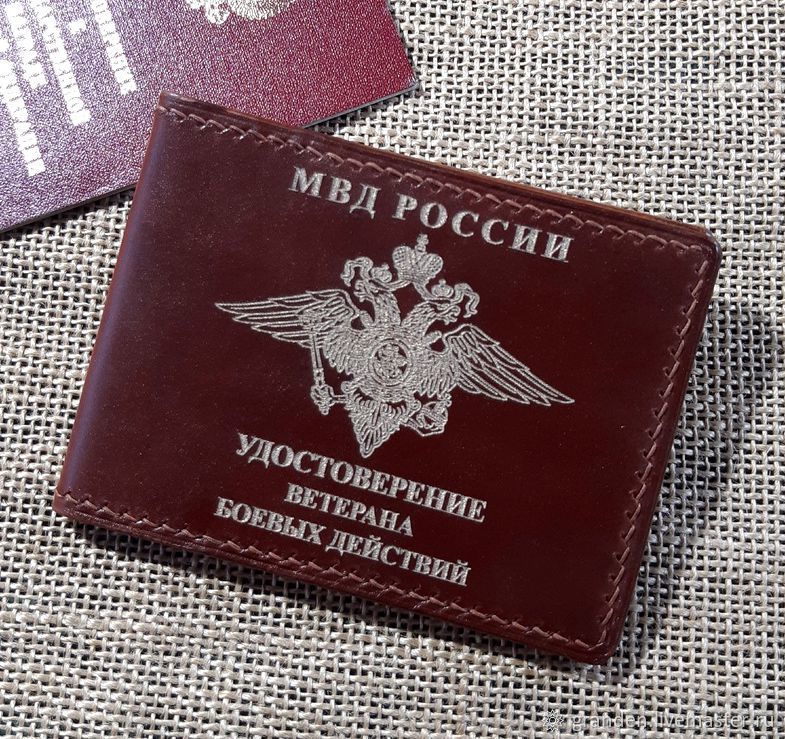 МВД РОССИИ
УДОСТОВЕРЕНИЕ
ВЕТЕРАНА
БОЕВЫХ ДЕЙСТВИЙ
granden.livemaster.ru